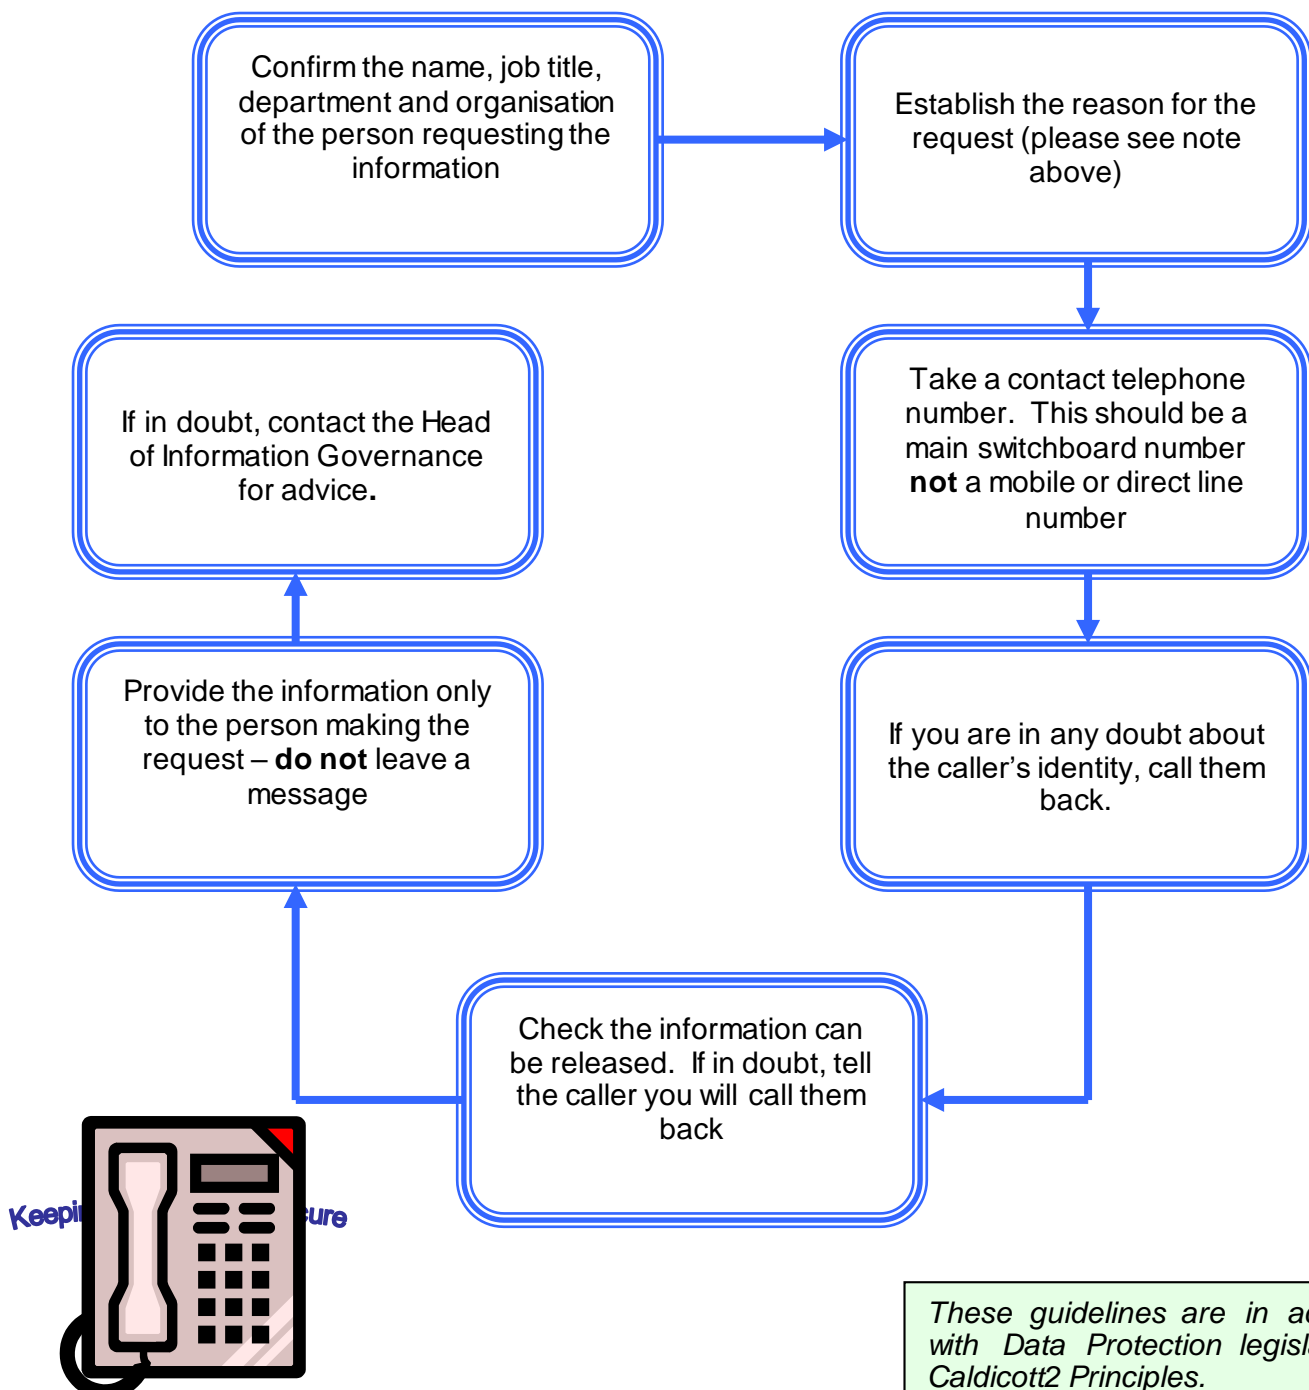 Confirm the name, job title,
department and organisation
of the person requesting the
information
Establish the reason for the
request (please see note
above)
Take a contact telephone
number. This should be a
main switchboard number
not a mobile or direct line
number
If you are in any doubt about
the caller's identity, call them
back.
Check the information can
be released. If in doubt, tell
the caller you will call them
back
Provide the information only
to the person making the
request – do not leave a
message
If in doubt, contact the Head
of Information Governance
for advice.
These guidelines are in
with Data Protection
Caldicott2 Principles.